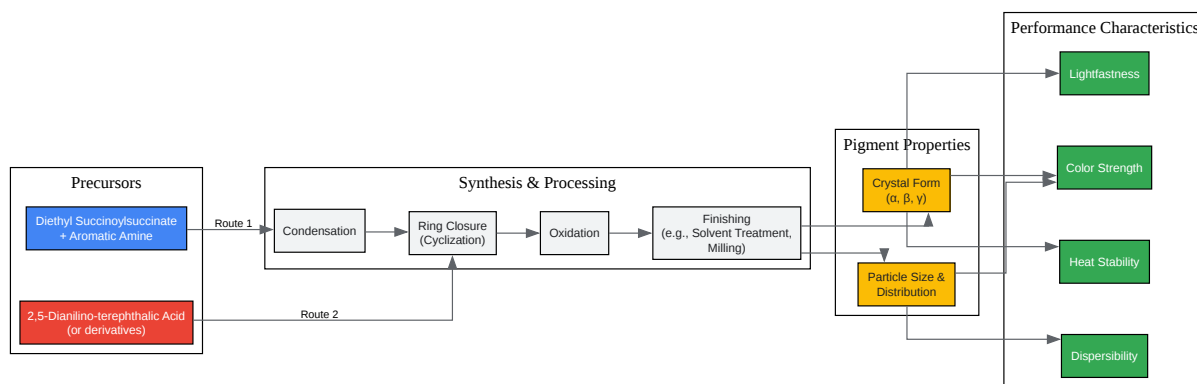 Precursors
Diethyl Succinoylsuccinate
+ Aromatic Amine
2,5-Dianilino-terephthalic Acid
(or derivatives)
Route 1
Route 2
Synthesis & Processing
Condensation
Ring Closure
(Cyclization)
Oxidation
Finishing
(e.g., Solvent Treatment,
Milling)
Pigment Properties
Crystal Form
(α, β, γ)
Particle Size &
Distribution
Performance Characteristics
Lightfastness
Color Strength
Heat Stability
Dispersibility